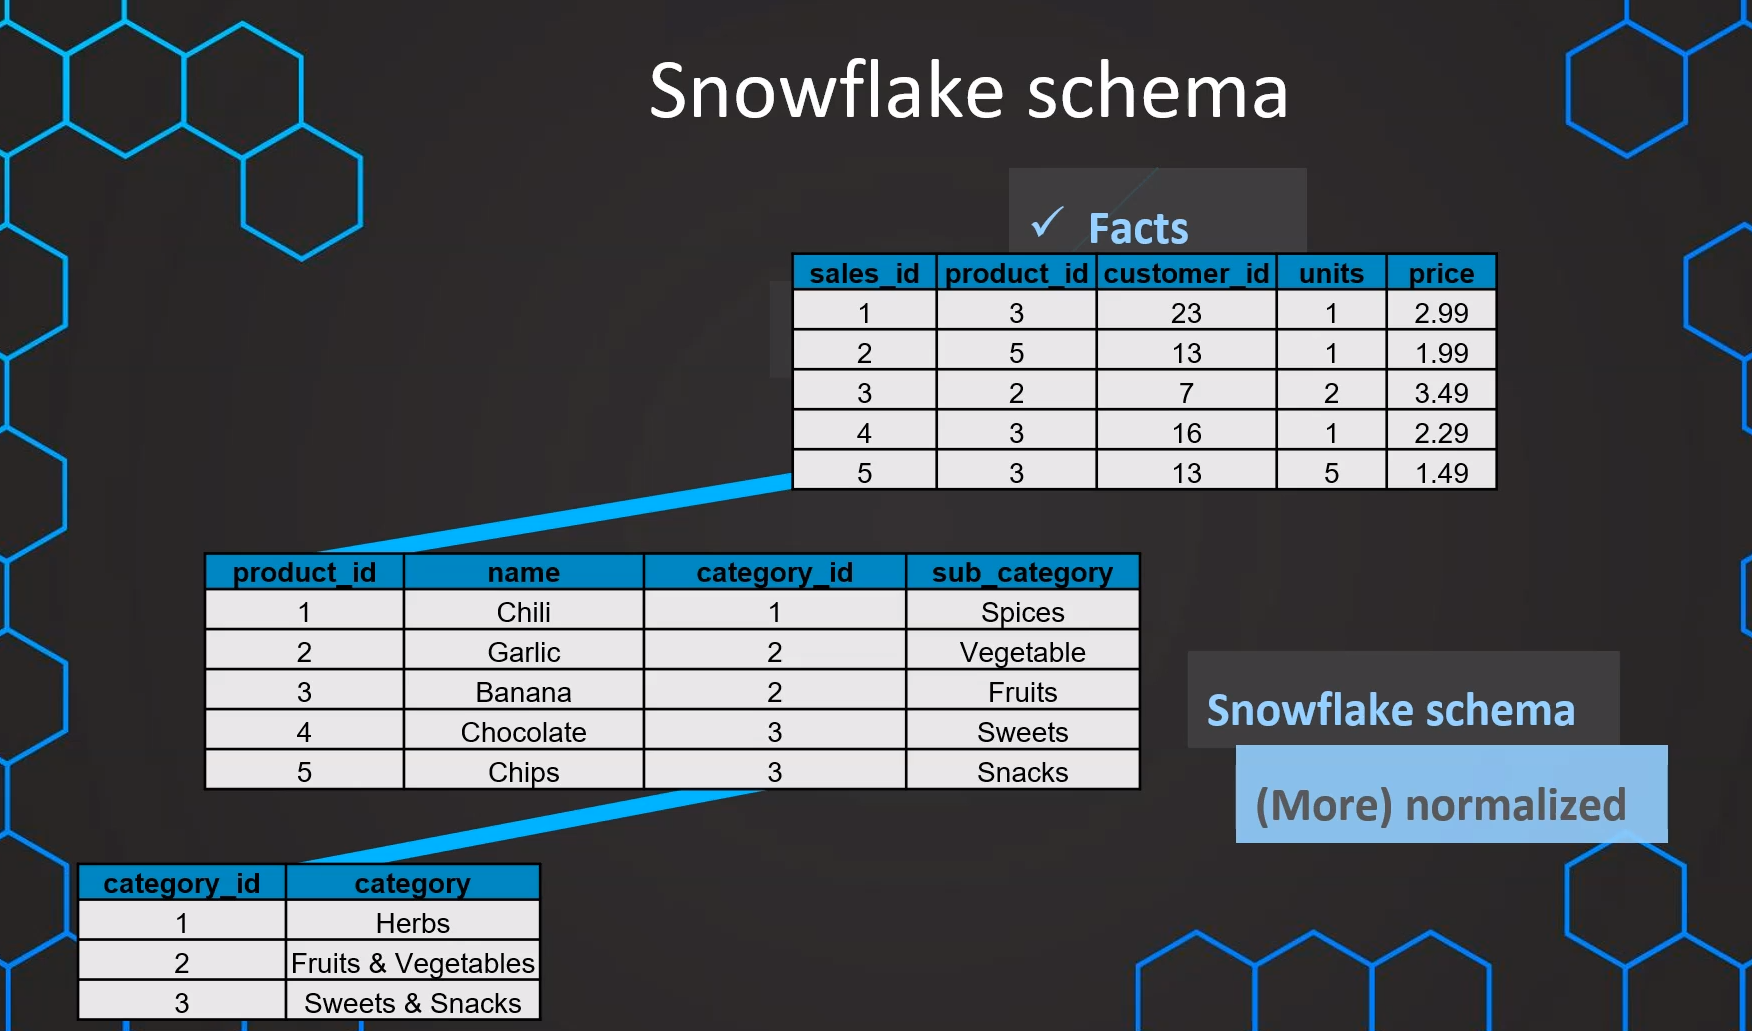 Snowflake schema
✓ Facts
sales_id product_id customer_id units price
1 3 23 1 2.99
2 5 13 1 1.99
3 2 7 2 3.49
4 3 16 1 2.29
5 3 13 5 1.49
product_id name category_id sub_category
1 Chili 1 Spices
2 Garlic 2 Vegetable
3 Banana 2 Fruits
4 Chocolate 3 Sweets
5 Chips 3 Snacks
Snowflake schema
(More) normalized
category_id category
1 Herbs
2 Fruits & Vegetables
3 Sweets & Snacks